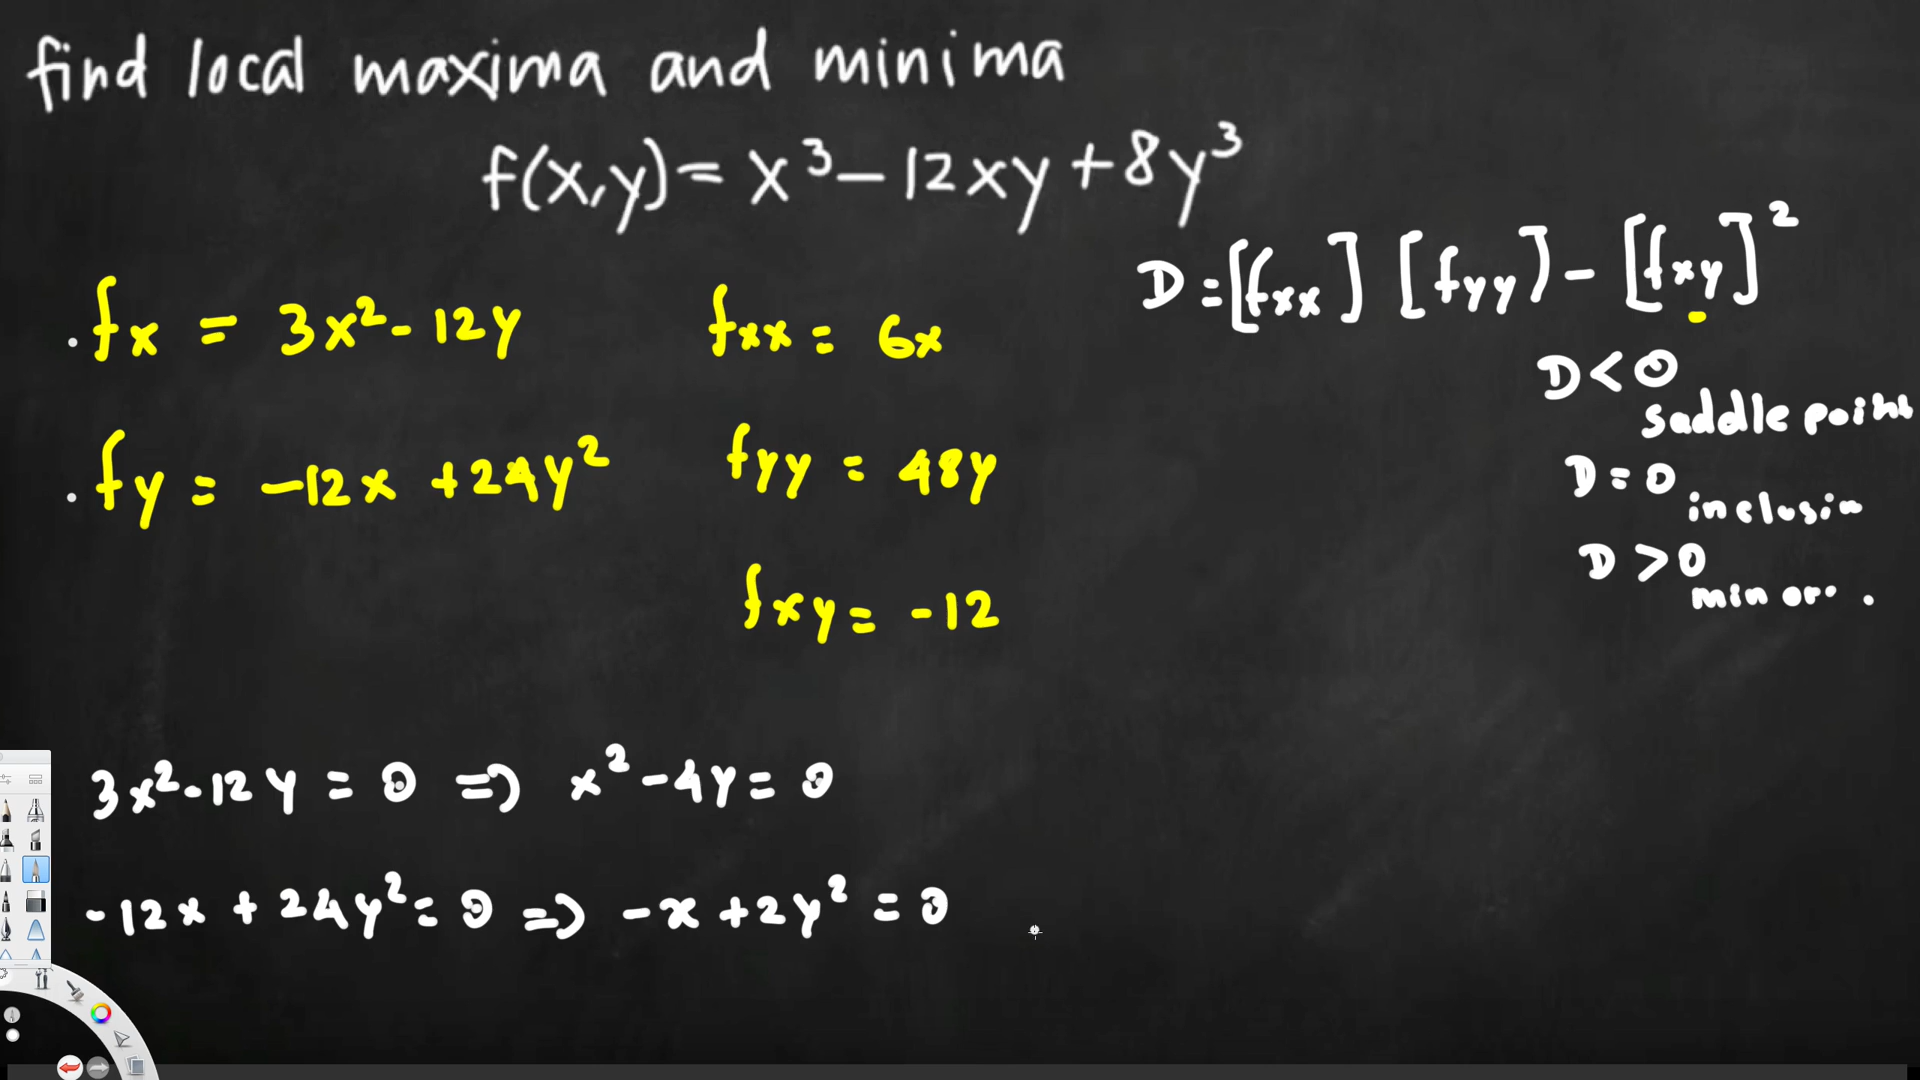 find local maxima and minima
f(x,y) = x³ - 12xy + 8y³
D = [fxx] [fyy] - [fxy]²
. fx = 3x² - 12y
fxx = 6x
D < 0
saddle point
. fy = -12x + 24y²
fyy = 48y
D = 0
D > 0
min or .
fxy = -12
3x² - 12y = 0 => x² - 4y = 0
-12x + 24y² = 0 => -x + 2y² = 0